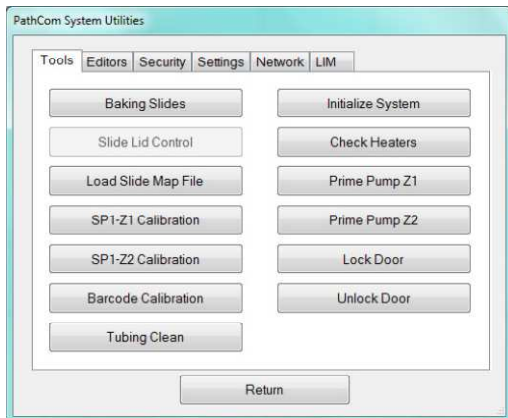 PathCom System Utilities
Tools Editors Security Settings Network LIM
Baking Slides Initialize System
Slide Lid Control Check Heaters
Load Slide Map File Prime Pump Z1
SP1-Z1 Calibration Prime Pump Z2
SP1-Z2 Calibration Lock Door
Barcode Calibration Unlock Door
Tubing Clean
Return